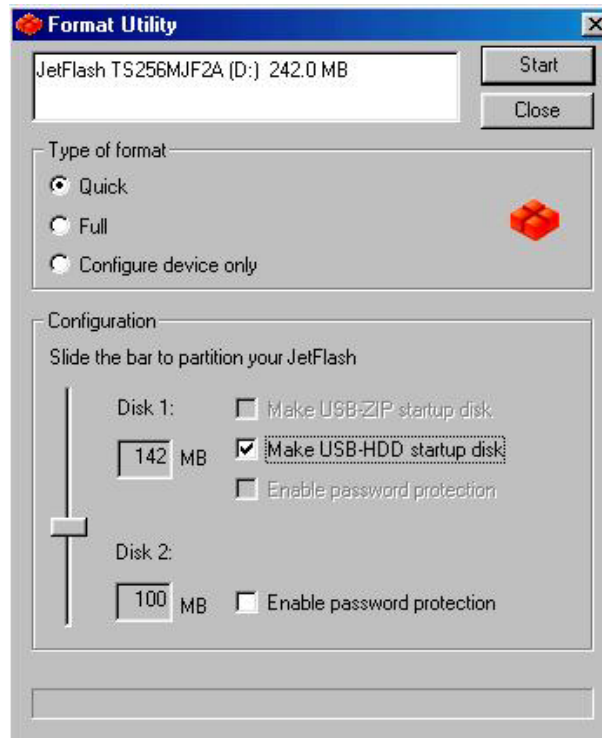 Format Utility
JetFlash TS256MJF2A (D:) 242.0 MB
Start
Close
Type of format
Quick
Full
Configure device only
Configuration
Slide the bar to partition your JetFlash
Disk 1:
Make USB-ZIP startup disk
142 MB
Make USB-HDD startup disk
Enable password protection
Disk 2:
100 MB
Enable password protection